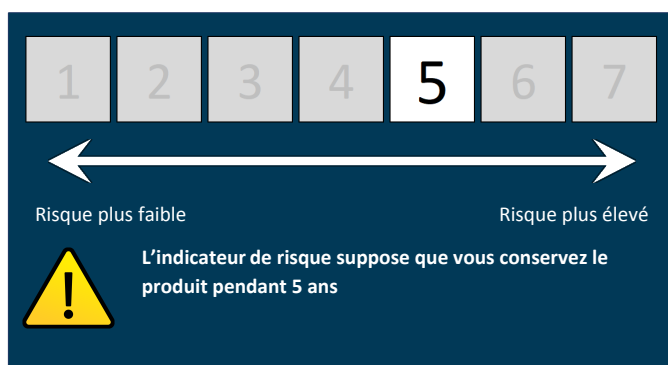 1 2 3 4 5 6 7
Risque plus faible Risque plus élevé
L'indicateur de risque suppose que vous conservez le
produit pendant 5 ans